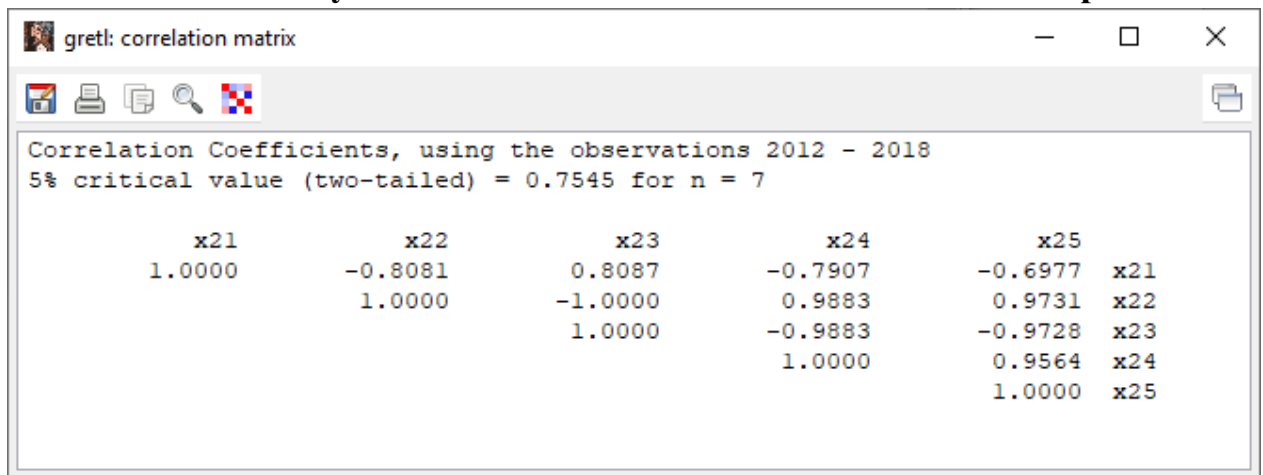 gretl: correlation matrix
Correlation Coefficients, using the observations 2012 - 2018
5% critical value (two-tailed) = 0.7545 for n = 7
x21 x22 x23 x24 x25
1.0000 -0.8081 0.8087 -0.7907 -0.6977 x21
1.0000 -1.0000 0.9883 0.9731 x22
1.0000 -0.9883 -0.9728 x23
1.0000 0.9564 x24
1.0000 x25